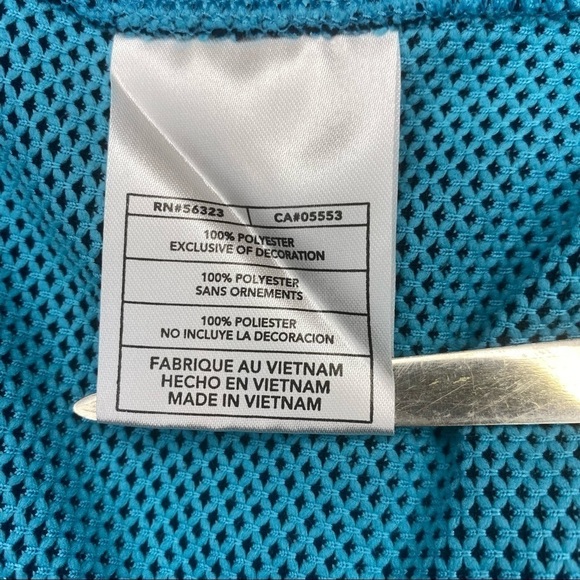 RN#56323 CA#05553
100% POLYESTER
EXCLUSIVE OF DECORATION
100% POLYESTER
SANS ORNEMENTS
100% POLIESTER
NO INCLUYE LA DECORACION
FABRIQUE AU VIETNAM
HECHO EN VIETNAM
MADE IN VIETNAM